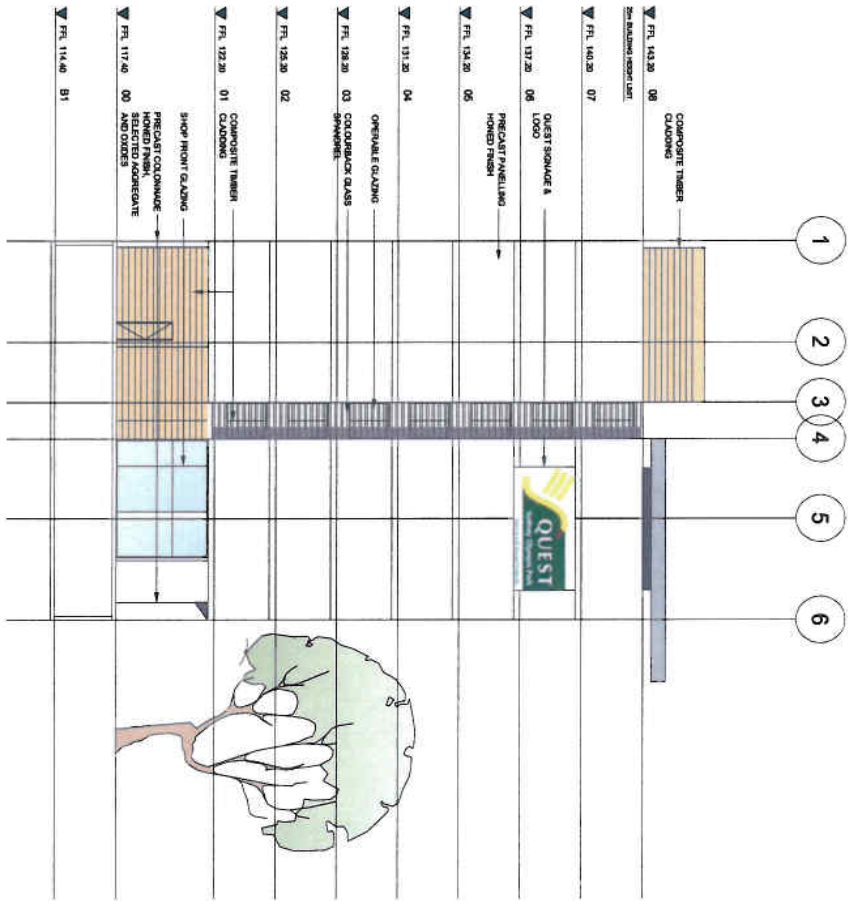 1 2 3 4 5 6
COMPOSITE TIMBER
CLADDING
FFL 143.20 08
25m BUILDING HEIGHT LIMIT
FFL 140.20 07
QUEST SIGNAGE &
LOGO
FFL 137.20 06
QUEST
Sydney Olympic Park
PRECAST PANELLING
HONED FINISH
FFL 134.20 05
FFL 131.20 04
OPERABLE GLAZING
COLOURBACK GLASS
SPANDREL
FFL 128.20 03
FFL 125.20 02
COMPOSITE TIMBER
CLADDING
FFL 122.20 01
SHOP FRONT GLAZING
PRECAST COLONNADE
HONED FINISH,
SELECTED AGGREGATE
AND OXIDES
FFL 117.40 00
FFL 114.40 B1